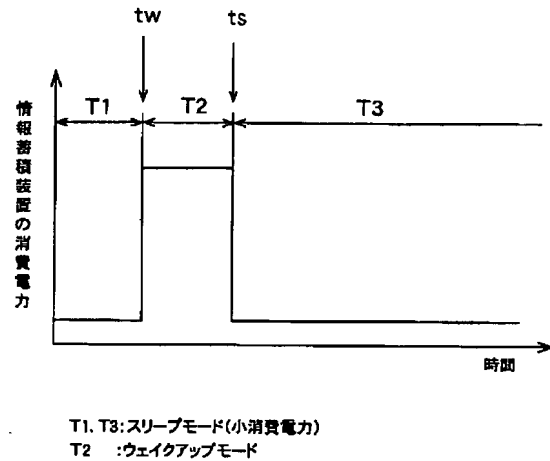 tw ts
T1 T2 T3
情報蓄積装置の消費電力
時間
T1、T3:スリープモード(小消費電力)
T2 :ウェイクアップモード